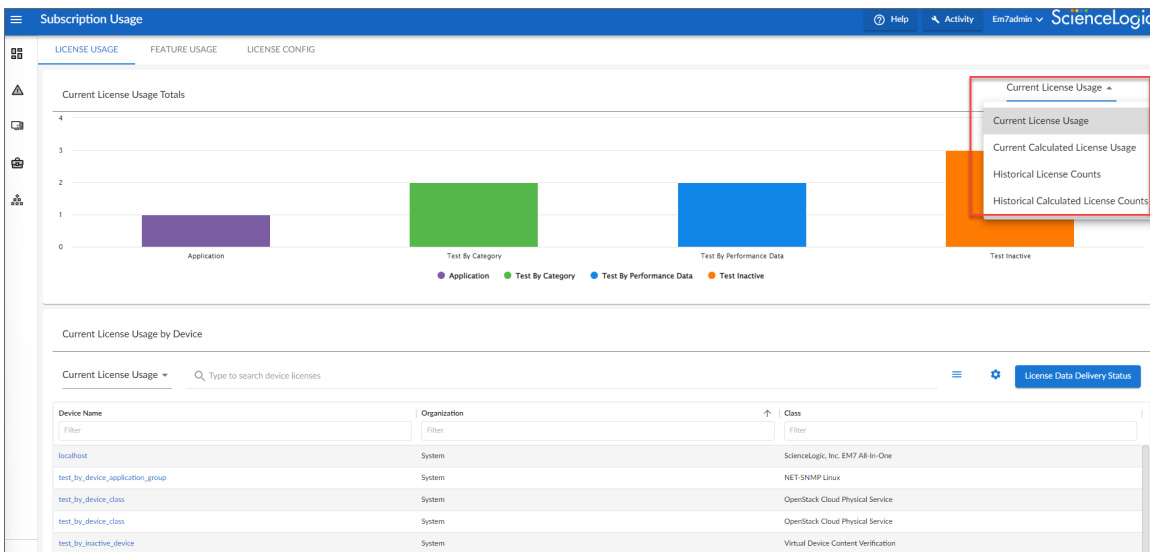 Subscription Usage
Help
Activity
Em7admin
ScienceLogic
LICENSE USAGE
FEATURE USAGE
LICENSE CONFIG
Current License Usage Totals
Current License Usage
Current License Usage
Current Calculated License Usage
Historical License Counts
Historical Calculated License Counts
4
3
2
1
0
Application
Test By Category
Test By Performance Data
Test Inactive
Application
Test By Category
Test By Performance Data
Test Inactive
Current License Usage by Device
Current License Usage
Type to search device licenses
License Data Delivery Status
Device Name
Organization
Class
Filter
Filter
Filter
localhost
System
ScienceLogic, Inc. EM7 All-In-One
test_by_device_application_group
System
NET-SNMP Linux
test_by_device_class
System
OpenStack Cloud Physical Service
test_by_device_class
System
OpenStack Cloud Physical Service
test_by_inactive_device
System
Virtual Device Content Verification